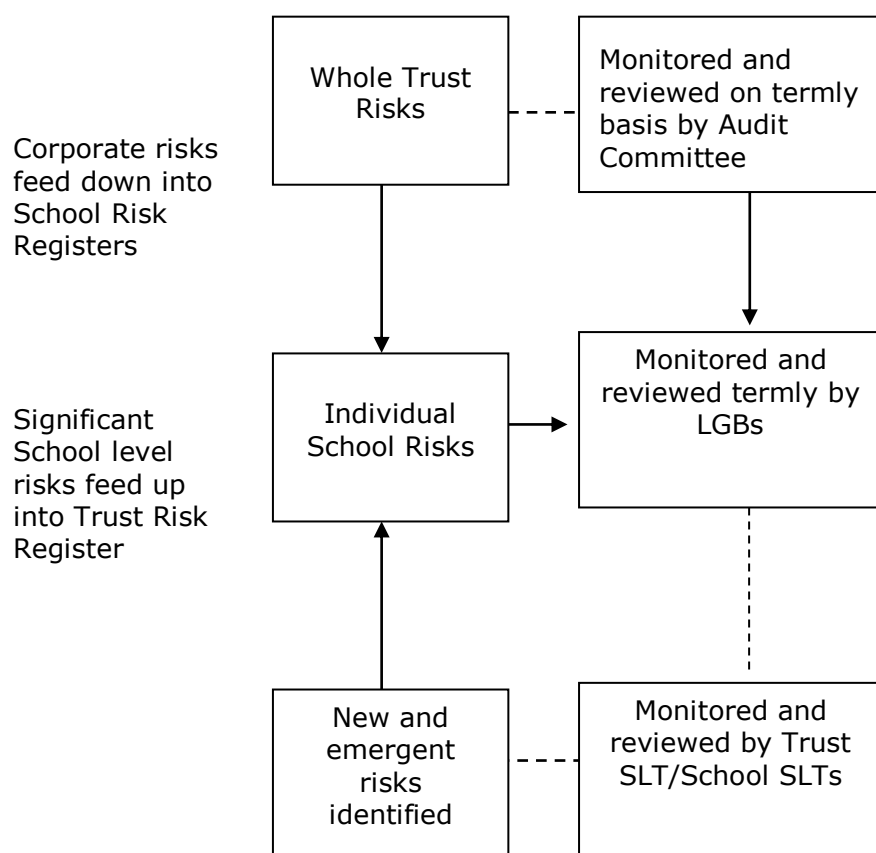 Whole Trust
Risks
Monitored and
reviewed on termly
basis by Audit
Committee
Corporate risks
feed down into
School Risk
Registers
Individual
School Risks
Monitored and
reviewed termly by
LGBs
Significant
School level
risks feed up
into Trust Risk
Register
New and
emergent
risks
identified
Monitored and
reviewed by Trust
SLT/School SLTs